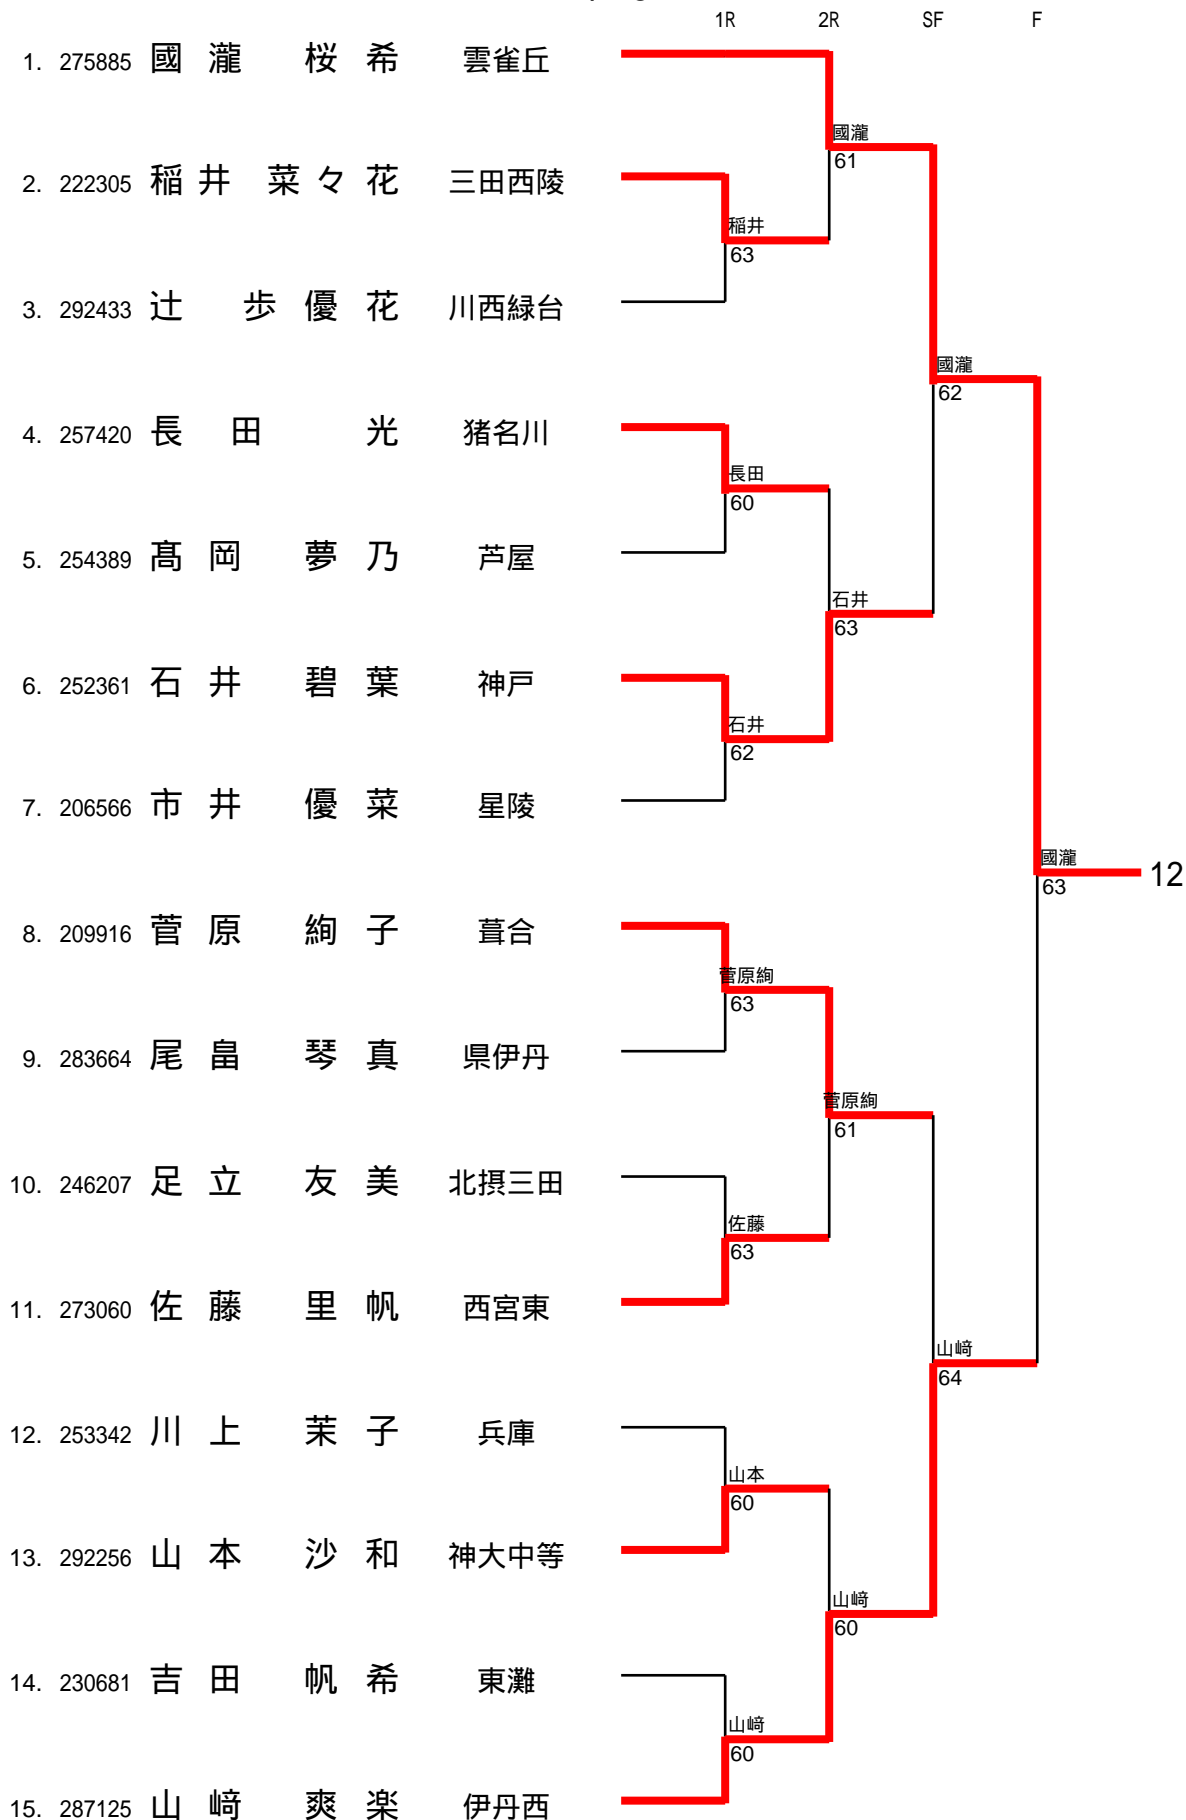 1R 2R SF F
1. 275885 國瀧 桜希 雲雀丘
國瀧
61
2. 222305 稲井 菜々花 三田西陵
稲井
63
3. 292433 辻 歩優花 川西緑台
國瀧
62
4. 257420 長田 光 猪名川
長田
60
5. 254389 髙岡 夢乃 芦屋
石井
63
6. 252361 石井 碧葉 神戸
石井
62
7. 206566 市井 優菜 星陵
國瀧
63
12
8. 209916 菅原 絢子 葺合
菅原絢
63
9. 283664 尾畠 琴真 県伊丹
菅原絢
61
10. 246207 足立 友美 北摂三田
佐藤
63
11. 273060 佐藤 里帆 西宮東
山﨑
64
12. 253342 川上 茉子 兵庫
山本
60
13. 292256 山本 沙和 神大中等
山﨑
60
14. 230681 吉田 帆希 東灘
山﨑
60
15. 287125 山﨑 爽楽 伊丹西